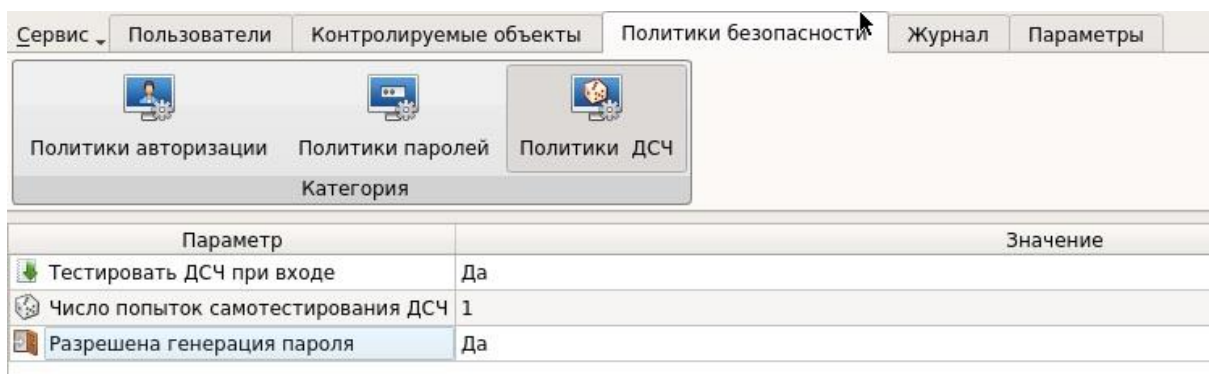 Сервис Пользователи Контролируемые объекты Политики безопасности Журнал Параметры
Политики авторизации Политики паролей Политики ДСЧ
Категория
Параметр Значение
Тестировать ДСЧ при входе Да
Число попыток самотестирования ДСЧ 1
Разрешена генерация пароля Да